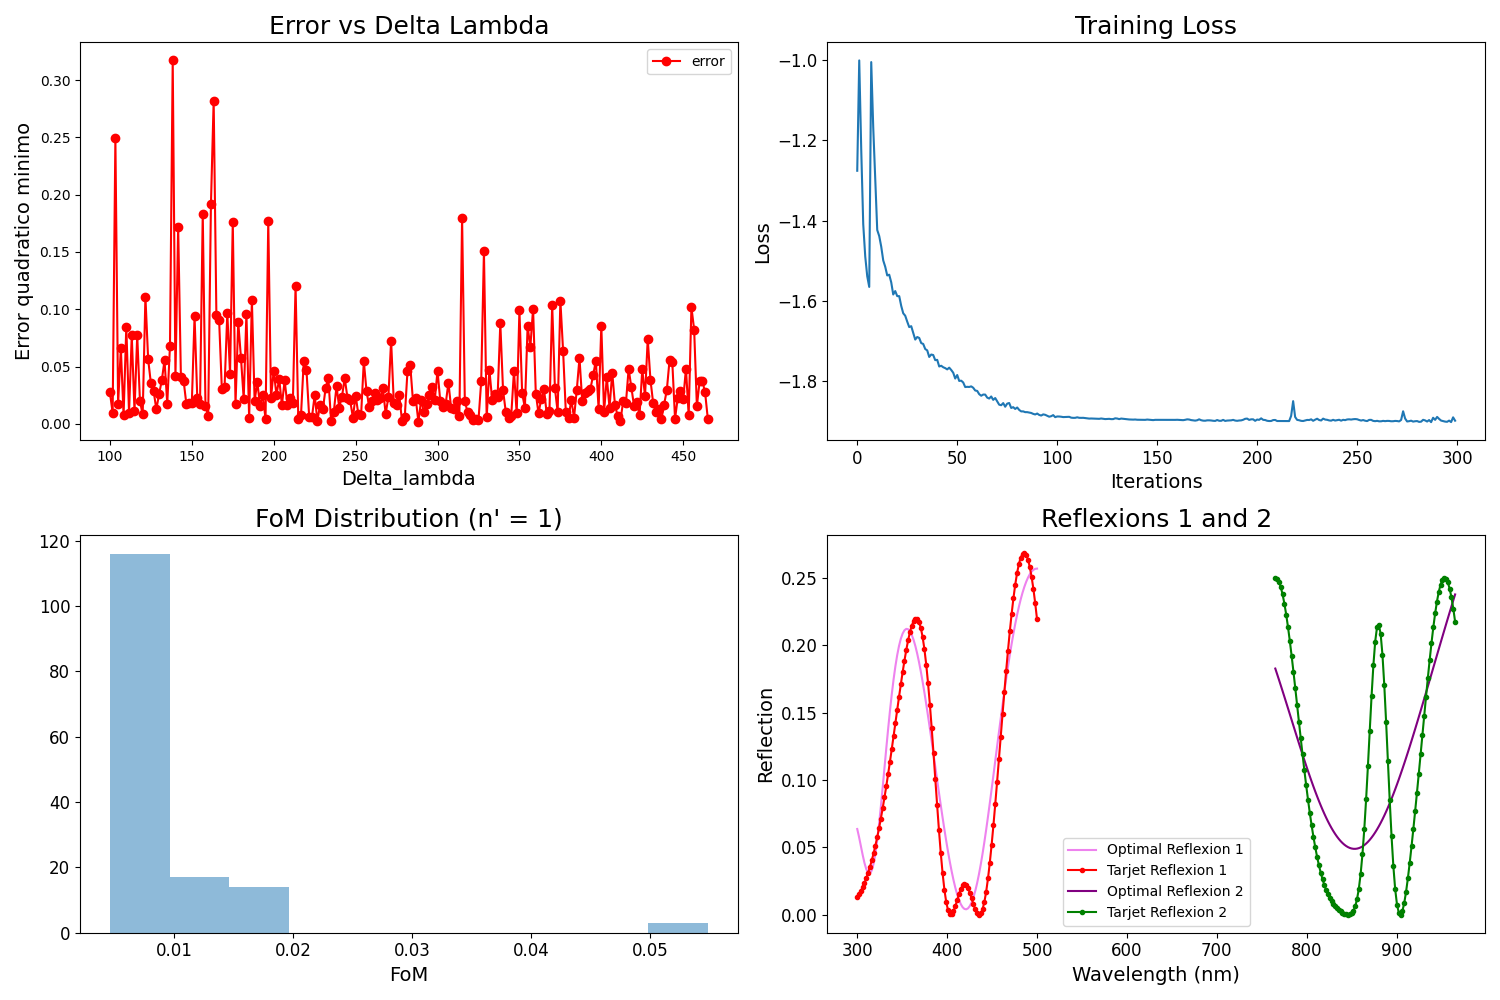 Error vs Delta Lambda
error
0.30
0.25
0.20
0.15
0.10
0.05
0.00
Error quadratico minimo
100 150 200 250 300 350 400 450
Delta_lambda
Training Loss
−1.0
−1.2
−1.4
−1.6
−1.8
Loss
0 50 100 150 200 250 300
Iterations
FoM Distribution (n' = 1)
120
100
80
60
40
20
0
0.01 0.02 0.03 0.04 0.05
FoM
Reflexions 1 and 2
0.25
0.20
0.15
0.10
0.05
0.00
Reflection
Optimal Reflexion 1
Tarjet Reflexion 1
Optimal Reflexion 2
Tarjet Reflexion 2
300 400 500 600 700 800 900
Wavelength (nm)